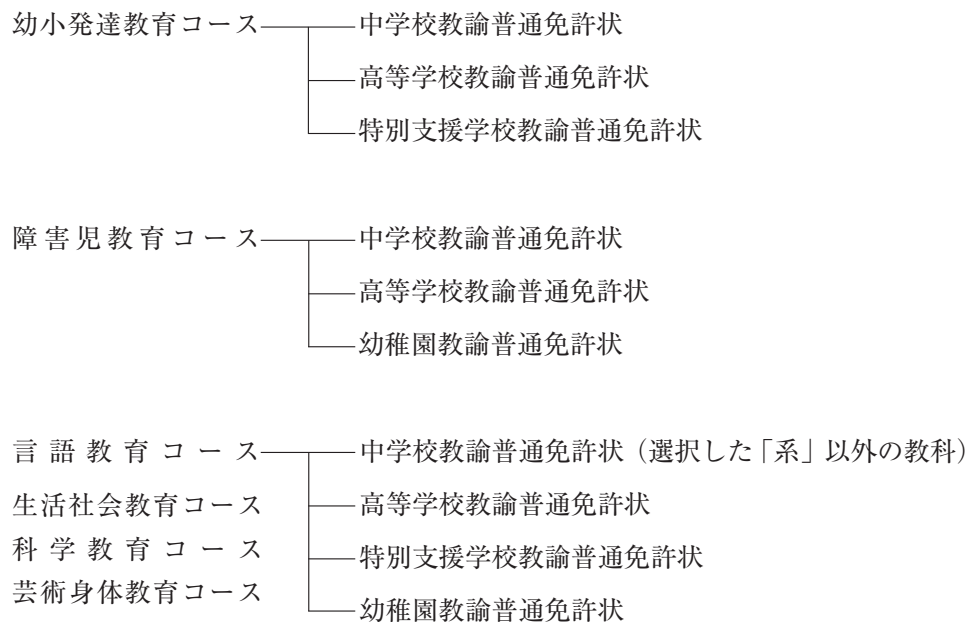 幼小発達教育コース 中学校教諭普通免許状
高等学校教諭普通免許状
特別支援学校教諭普通免許状
障害児教育コース 中学校教諭普通免許状
高等学校教諭普通免許状
幼稚園教諭普通免許状
言語教育コース 中学校教諭普通免許状（選択した「系」以外の教科）
生活社会教育コース 高等学校教諭普通免許状
科学教育コース 特別支援学校教諭普通免許状
芸術身体教育コース 幼稚園教諭普通免許状